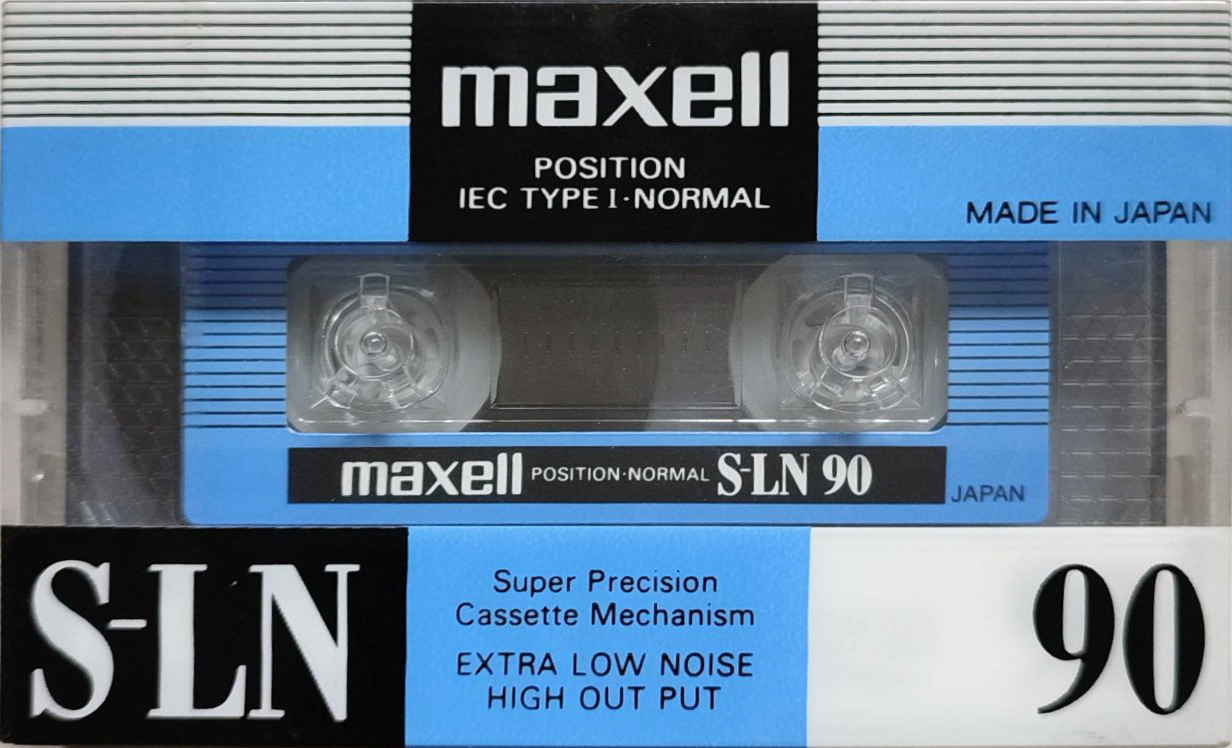 maxell
POSITION
IEC TYPE I·NORMAL
MADE IN JAPAN
maxell POSITION·NORMAL S-LN 90
JAPAN
S-LN
Super Precision
Cassette Mechanism
EXTRA LOW NOISE
HIGH OUT PUT
90